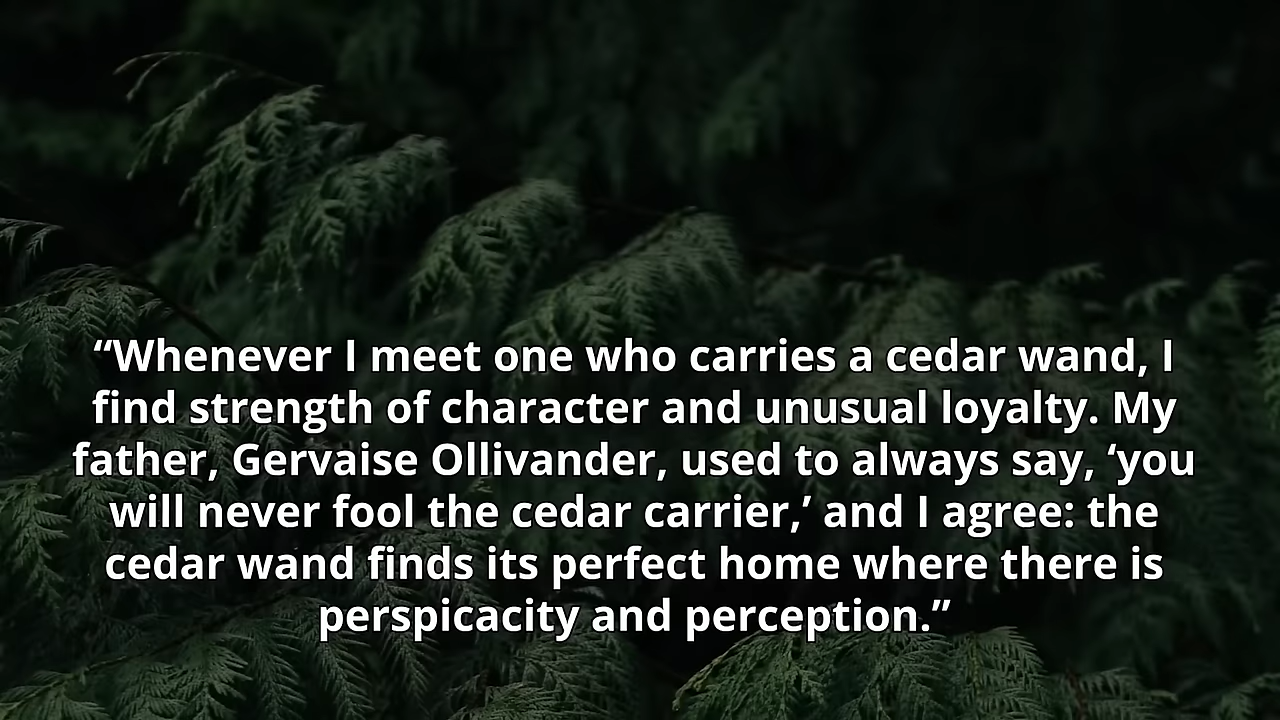 “Whenever I meet one who carries a cedar wand, I
find strength of character and unusual loyalty. My
father, Gervaise Ollivander, used to always say, ‘you
will never fool the cedar carrier,’ and I agree: the
cedar wand finds its perfect home where there is
perspicacity and perception.”